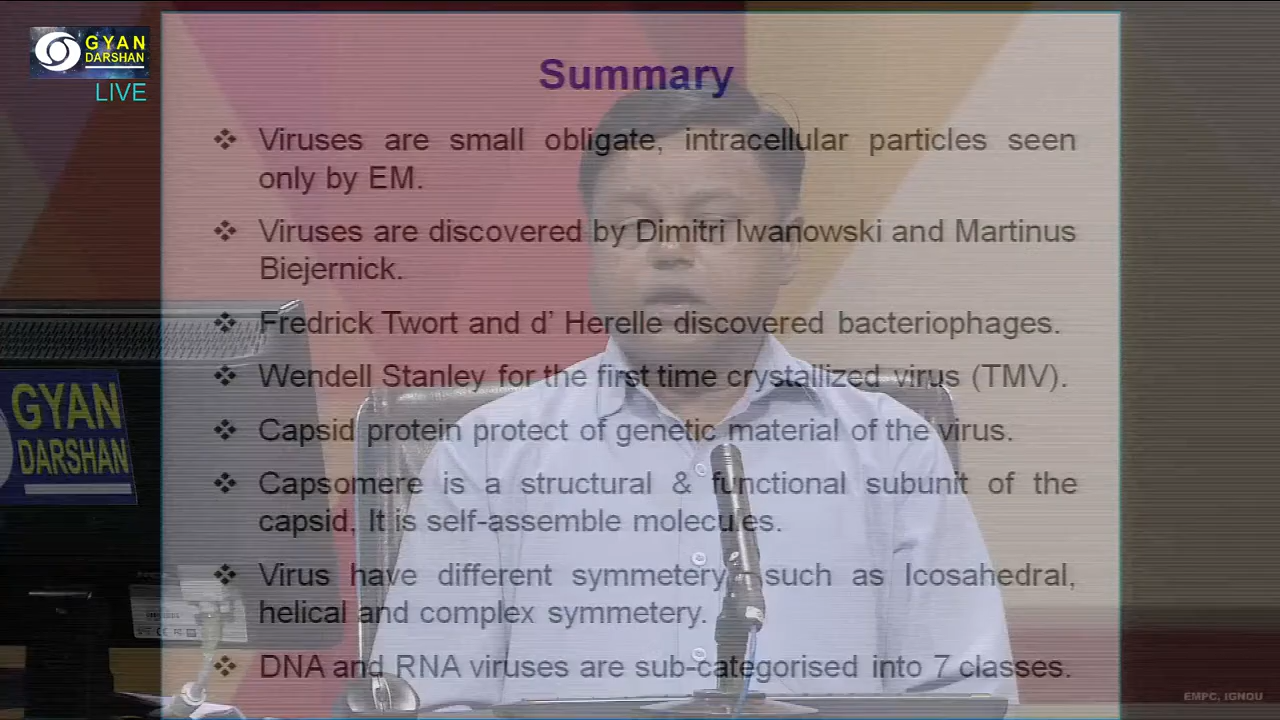 GYAN
DARSHAN
LIVE
Summary
❖ Viruses are small obligate, intracellular particles seen
only by EM.
❖ Viruses are discovered by Dimitri Iwanowski and Martinus
Biejernick.
❖ Fredrick Twort and d’ Herelle discovered bacteriophages.
❖ Wendell Stanley for the first time crystallized virus (TMV).
❖ Capsid protein protect of genetic material of the virus.
❖ Capsomere is a structural & functional subunit of the
capsid, It is self-assemble molecules.
❖ Virus have different symmetery, such as Icosahedral,
helical and complex symmetery.
❖ DNA and RNA viruses are sub-categorised into 7 classes.
GYAN
DARSHAN
EMPC, IGNOU